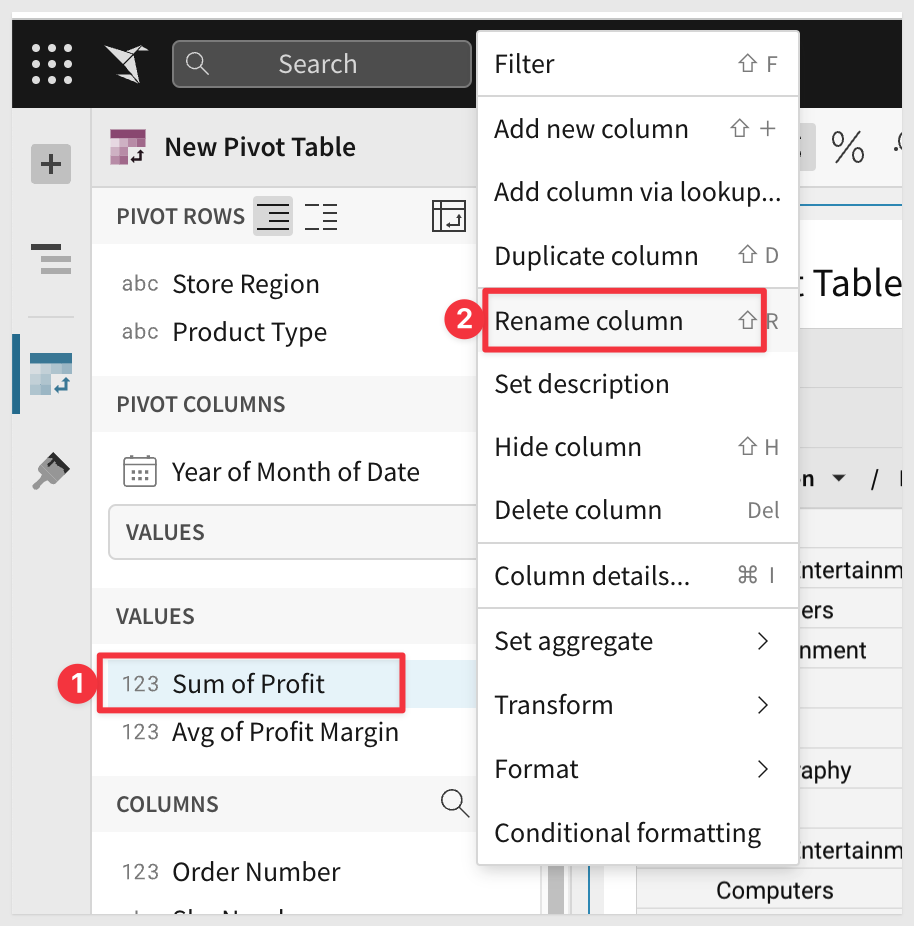 Search
New Pivot Table
PIVOT ROWS
abc Store Region
abc Product Type
PIVOT COLUMNS
Year of Month of Date
VALUES
VALUES
1
123 Sum of Profit
123 Avg of Profit Margin
COLUMNS
123 Order Number
Filter ⇧ F
Add new column ⇧ +
Add column via lookup...
Duplicate column ⇧ D
2
Rename column ⇧ R
Set description
Hide column ⇧ H
Delete column Del
Column details... ⌘ I
Set aggregate >
Transform >
Format >
Conditional formatting
%
t Table
n /
ntertainm
ers
nment
aphy
ntertainm
Computers